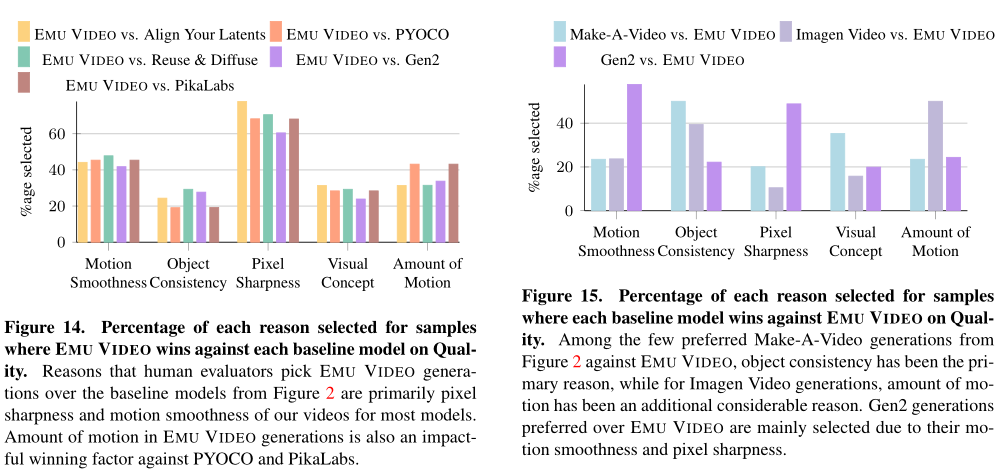 EMU VIDEO vs. Align Your Latents EMU VIDEO vs. PYOCO
EMU VIDEO vs. Reuse & Diffuse EMU VIDEO vs. Gen2
EMU VIDEO vs. PikaLabs
%age selected
60
40
20
0
Motion Smoothness
Object Consistency
Pixel Sharpness
Visual Concept
Amount of Motion
Figure 14. Percentage of each reason selected for samples
where EMU VIDEO wins against each baseline model on Qual-
ity. Reasons that human evaluators pick EMU VIDEO genera-
tions over the baseline models from Figure 2 are primarily pixel
sharpness and motion smoothness of our videos for most models.
Amount of motion in EMU VIDEO generations is also an impact-
ful winning factor against PYOCO and PikaLabs.
Make-A-Video vs. EMU VIDEO Imagen Video vs. EMU VIDEO
Gen2 vs. EMU VIDEO
%age selected
40
20
0
Motion Smoothness
Object Consistency
Pixel Sharpness
Visual Concept
Amount of Motion
Figure 15. Percentage of each reason selected for samples
where each baseline model wins against EMU VIDEO on Qual-
ity. Among the few preferred Make-A-Video generations from
Figure 2 against EMU VIDEO, object consistency has been the pri-
mary reason, while for Imagen Video generations, amount of mo-
tion has been an additional considerable reason. Gen2 generations
preferred over EMU VIDEO are mainly selected due to their mo-
tion smoothness and pixel sharpness.